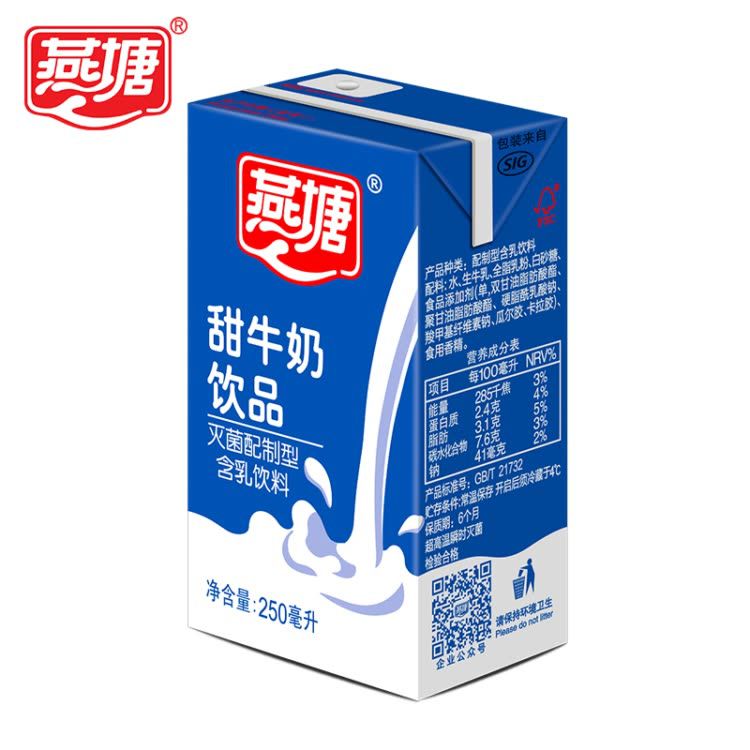 燕塘®
燕塘®
甜牛奶
饮品
灭菌配制型
含乳饮料
净含量:250毫升
包装来自
SIG
产品种类：配制型含乳饮料
配料:水、生牛乳、全脂乳粉、白砂糖、
食品添加剂(单,双甘油脂肪酸酯、
聚甘油脂肪酸酯、硬脂酰乳酸钠、
羧甲基纤维素钠、瓜尔胶、卡拉胶)、
食用香精。
营养成分表
项目 每100毫升 NRV%
能量 285千焦 3%
蛋白质 2.4克 4%
脂肪 3.1克 5%
碳水化合物 7.6克 3%
钠 41毫克 2%
产品标准号：GB/T 21732
贮存条件:常温保存 开启后须冷藏于4℃
保质期：6个月
超高温瞬时灭菌
检验合格
燕塘
企业公众号
请保持环境卫生
Please do not litter